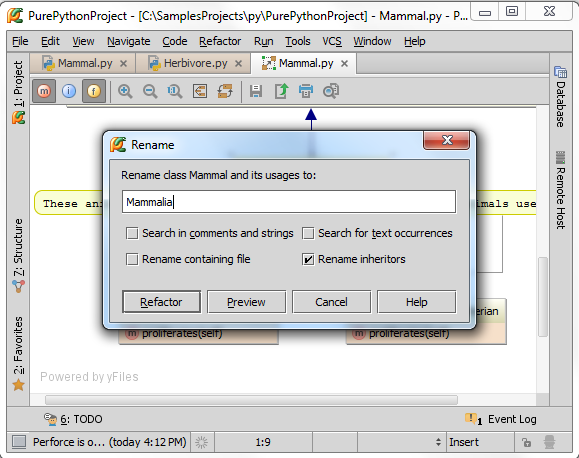 PurePythonProject - [C:\SamplesProjects\py\PurePythonProject] - Mammal.py - P...
File Edit View Navigate Code Refactor Run Tools VCS Window Help
Mammal.py Herbivore.py Mammal.py
1: Project
m i f
Database
Rename
Rename class Mammal and its usages to:
Mammalia
These an
mals use
Remote Host
Search in comments and strings Search for text occurrences
Rename containing file Rename inheritors
7: Structure
Refactor Preview Cancel Help
erian
m proliferates(self) m proliferates(self)
2: Favorites
Powered by yFiles
6: TODO Event Log
Perforce is o... (today 4:12 PM) 1:9 Insert